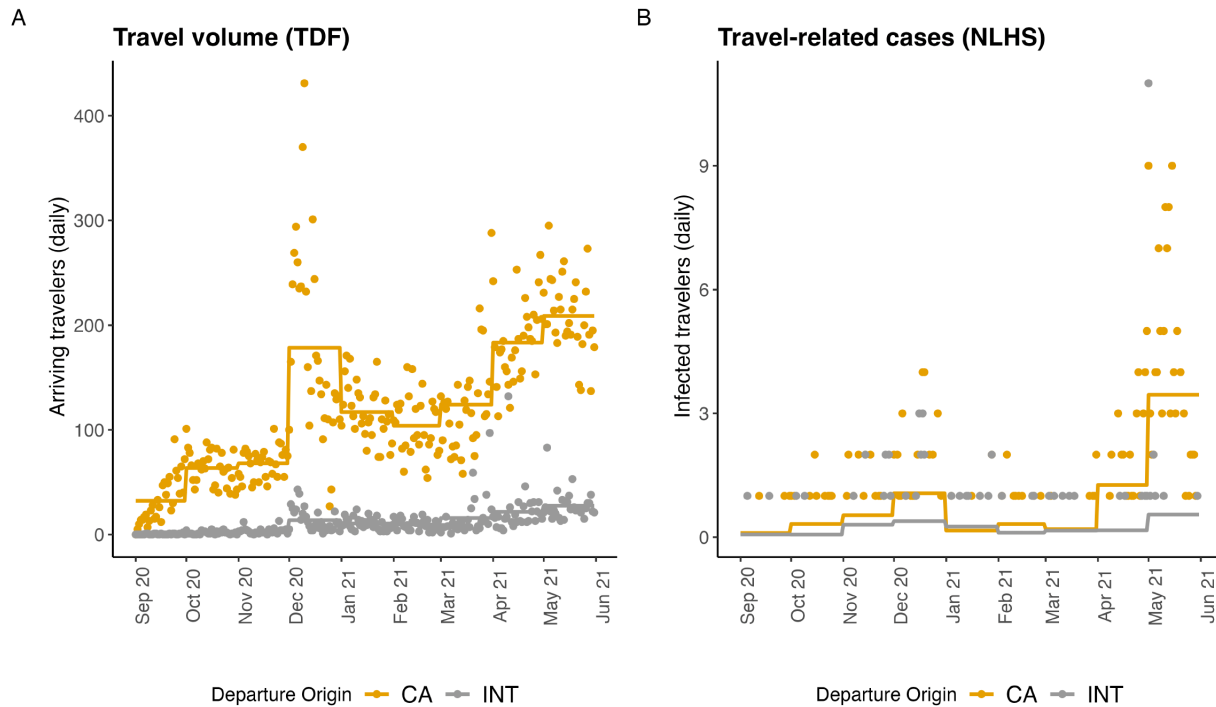 A
Travel volume (TDF)
Arriving travelers (daily)
400
300
200
100
0
Sep 20
Oct 20
Nov 20
Dec 20
Jan 21
Feb 21
Mar 21
Apr 21
May 21
Jun 21
Departure Origin CA INT
B
Travel-related cases (NLHS)
Infected travelers (daily)
9
6
3
0
Sep 20
Oct 20
Nov 20
Dec 20
Jan 21
Feb 21
Mar 21
Apr 21
May 21
Jun 21
Departure Origin CA INT